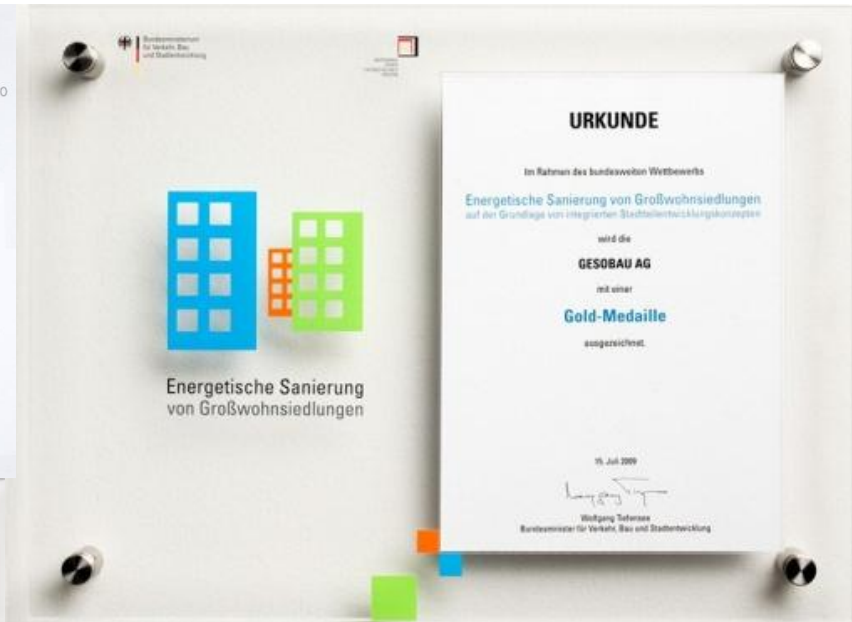 Bundesministerium
für Verkehr, Bau
und Stadtentwicklung
Energetische Sanierung
von Großwohnsiedlungen
URKUNDE
Im Rahmen des bundesweiten Wettbewerbs
Energetische Sanierung von Großwohnsiedlungen
auf der Grundlage von integrierten Stadtteilentwicklungskonzepten
wird die
GESOBAU AG
mit einer
Gold-Medaille
ausgezeichnet.
15. Juli 2009
Wolfgang Tiefensee
Bundesminister für Verkehr, Bau und Stadtentwicklung